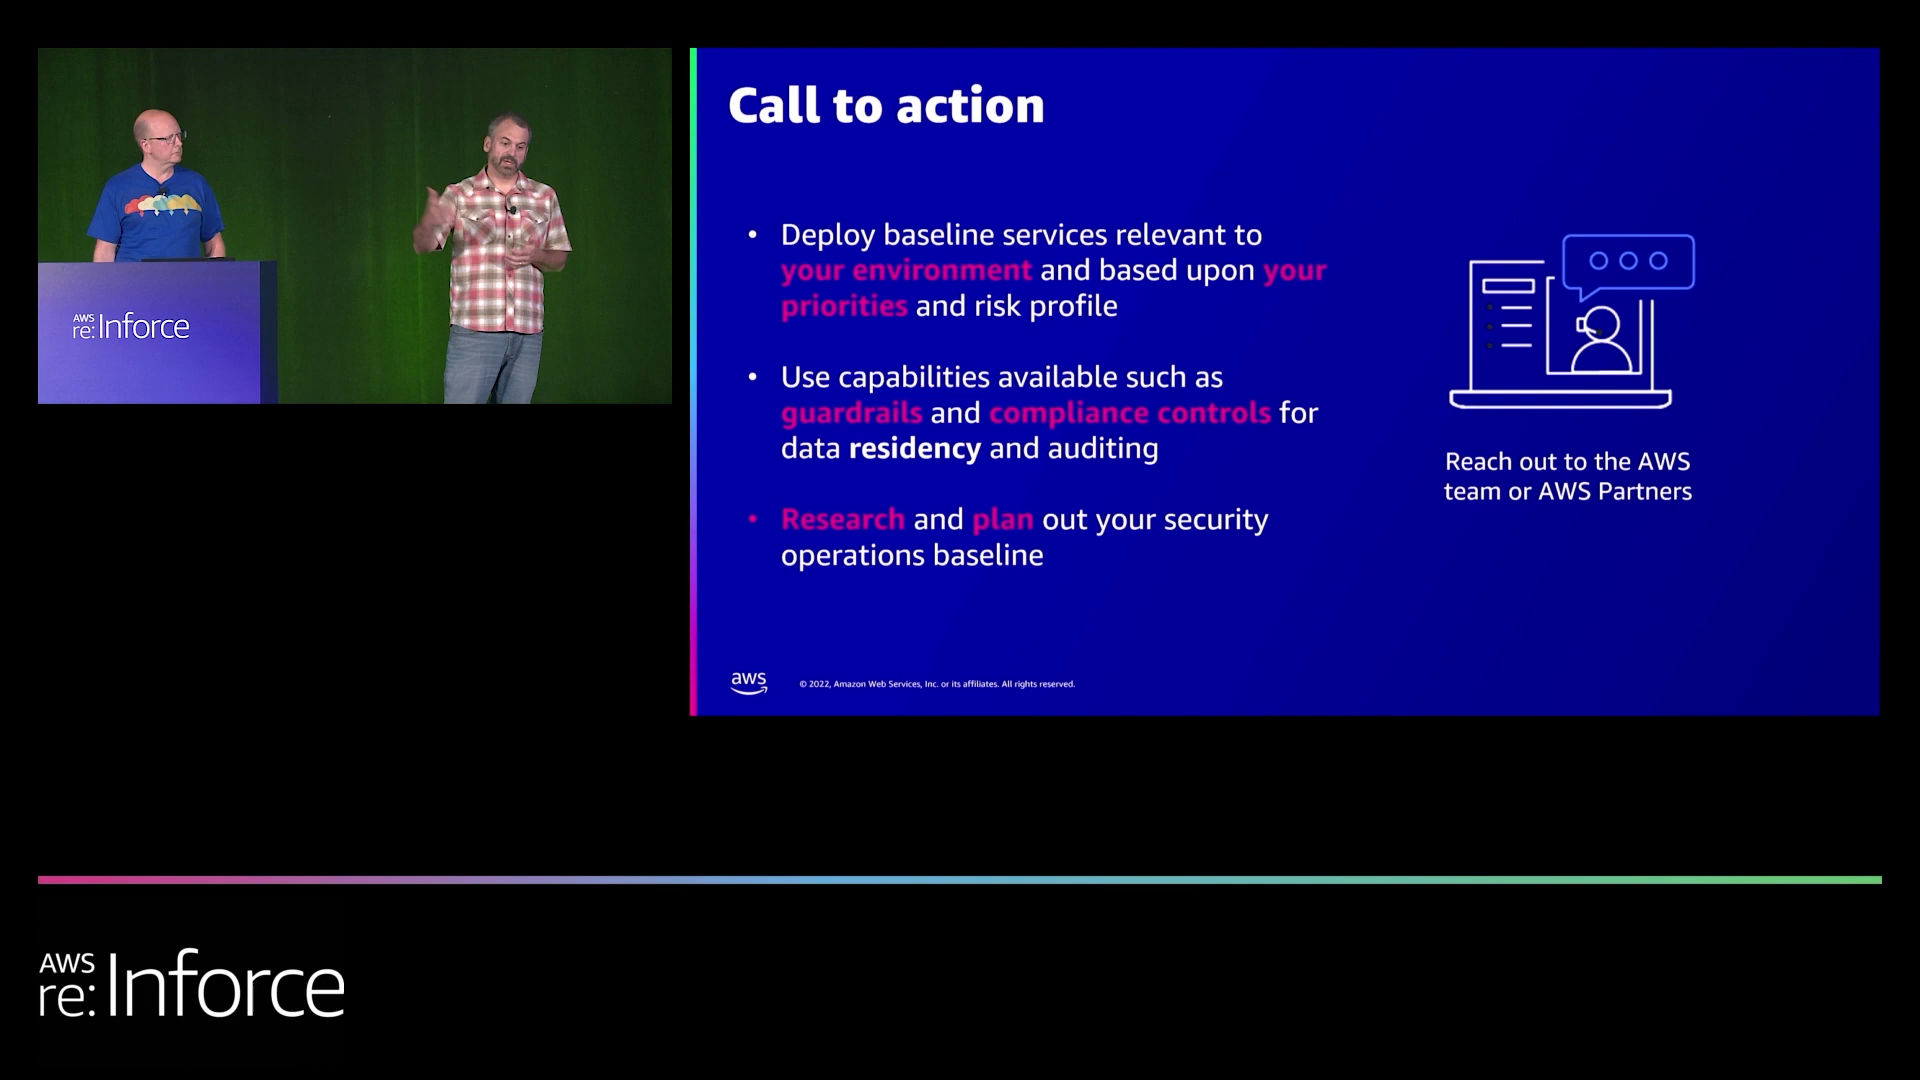 AWS
re:Inforce
Call to action
• Deploy baseline services relevant to
your environment and based upon your
priorities and risk profile
• Use capabilities available such as
guardrails and compliance controls for
data residency and auditing
• Research and plan out your security
operations baseline
Reach out to the AWS
team or AWS Partners
aws
© 2022, Amazon Web Services, Inc. or its affiliates. All rights reserved.
AWS
re:Inforce